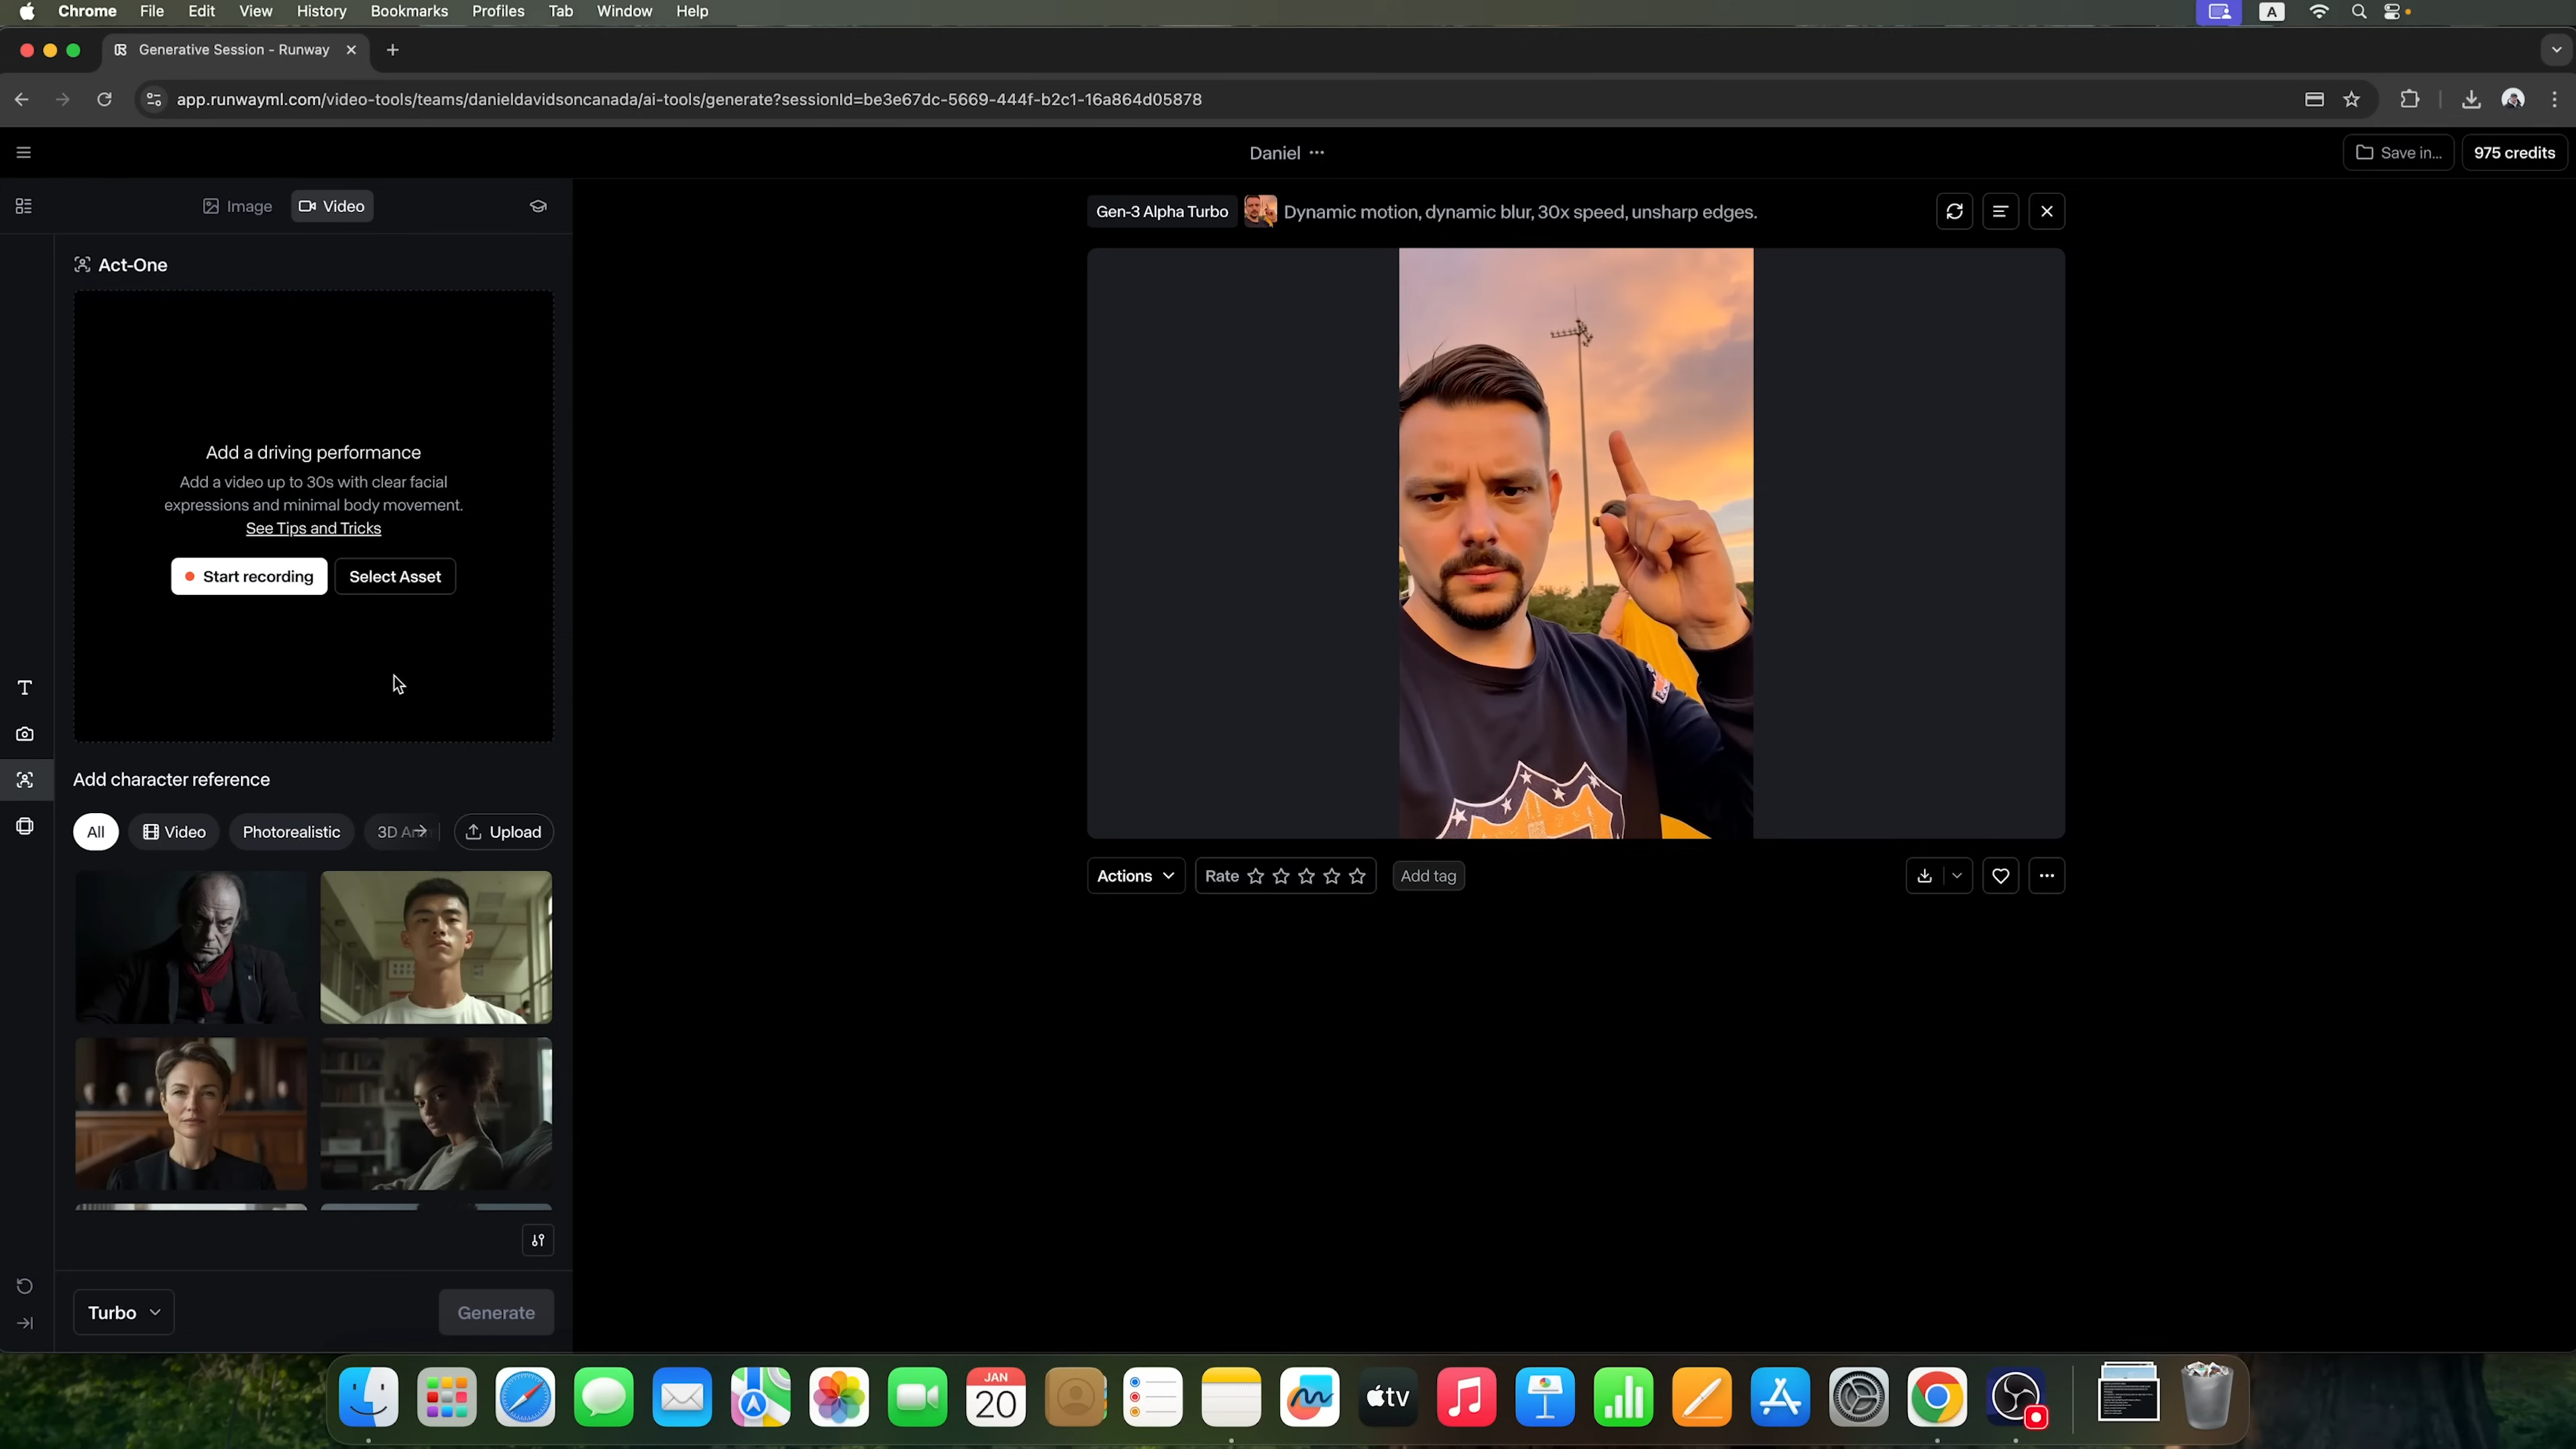 Chrome File Edit View History Bookmarks Profiles Tab Window Help
A
Generative Session - Runway
app.runwayml.com/video-tools/teams/danieldavidsoncanada/ai-tools/generate?sessionId=be3e67dc-5669-444f-b2c1-16a864d05878
Daniel
Save in...
975 credits
Image
Video
Gen-3 Alpha Turbo
Dynamic motion, dynamic blur, 30x speed, unsharp edges.
Act-One
Add a driving performance
Add a video up to 30s with clear facial
expressions and minimal body movement.
See Tips and Tricks
Start recording
Select Asset
T
Add character reference
All
Video
Photorealistic
3D
Upload
Actions
Rate
Add tag
Turbo
Generate
JAN
20
tv